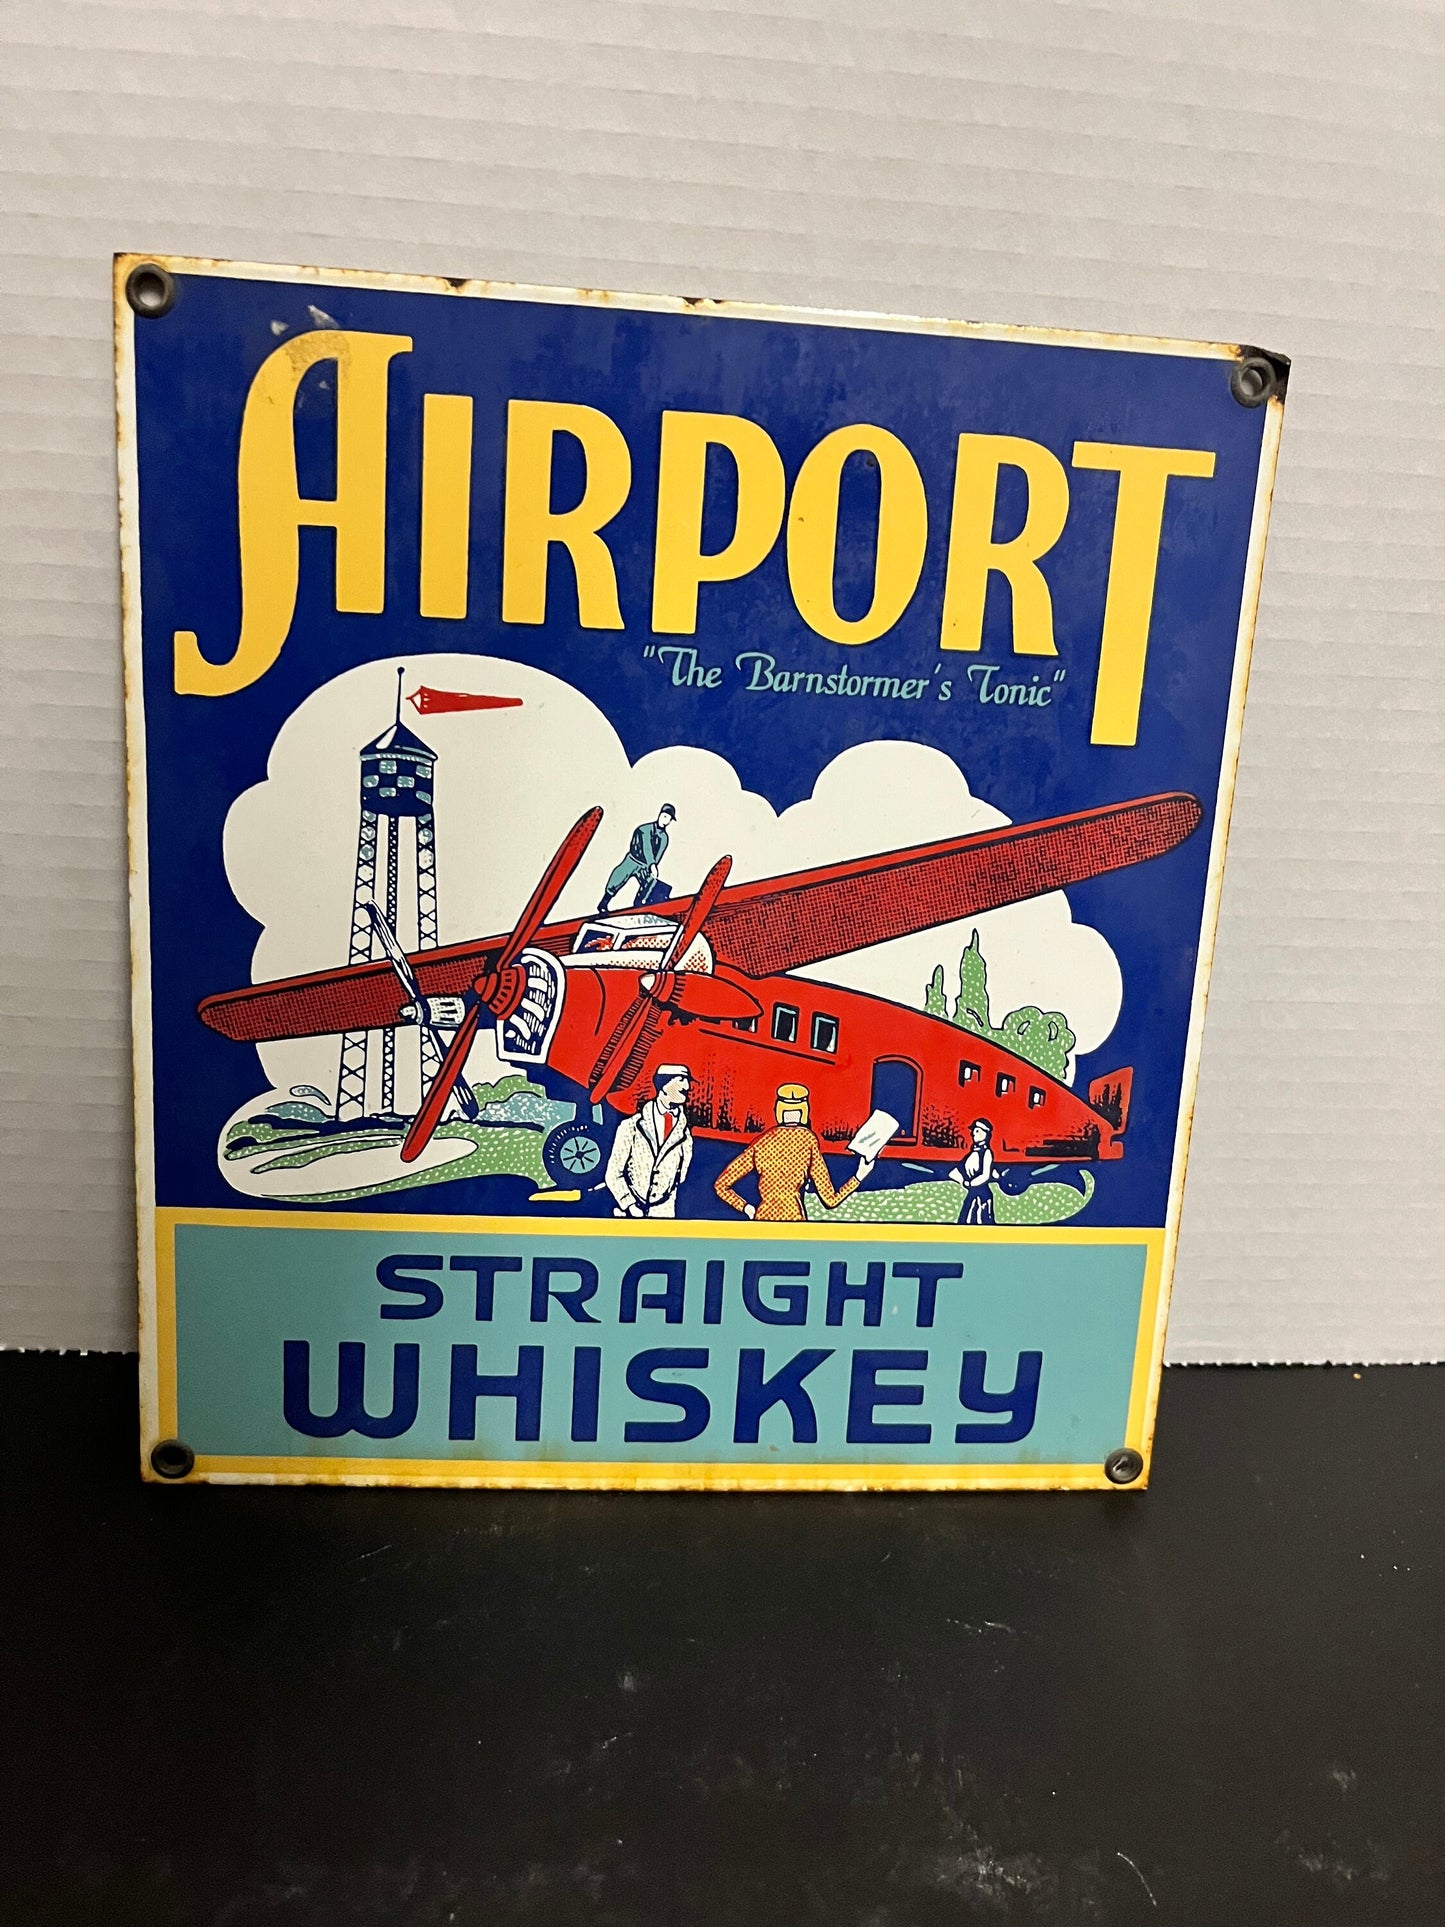 AIRPORT
"The Barnstormer's Tonic"
STRAIGHT
WHISKEY